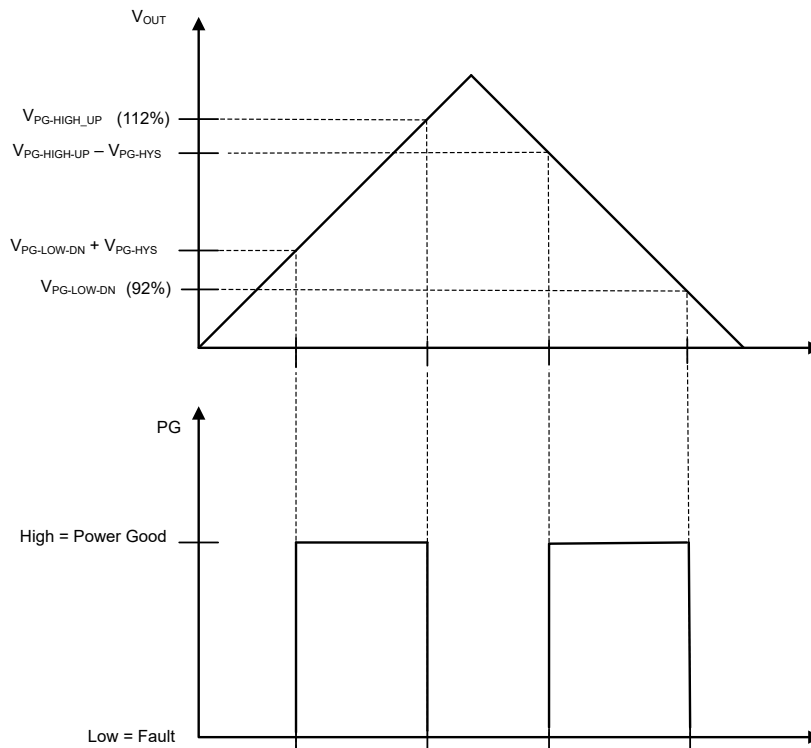 VOUT
VPG-HIGH_UP (112%)
VPG-HIGH-UP – VPG-HYS
VPG-LOW-DN + VPG-HYS
VPG-LOW-DN (92%)
PG
High = Power Good
Low = Fault